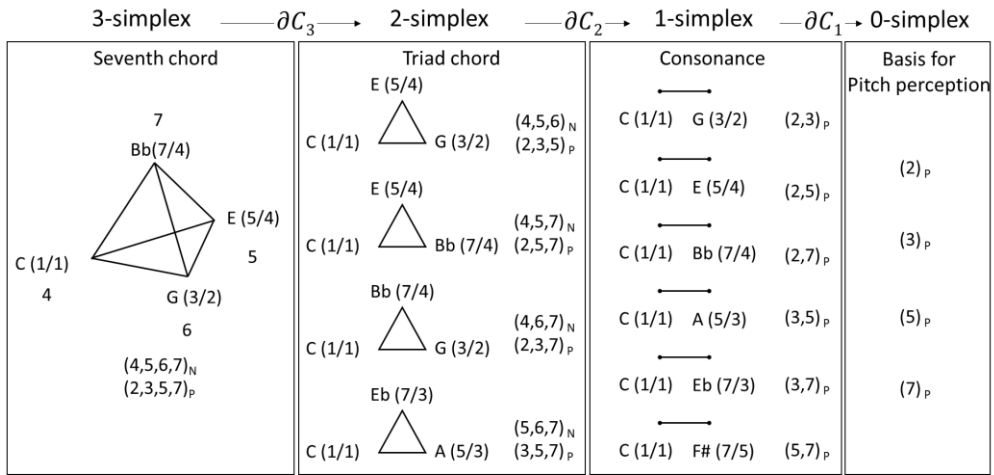 3-simplex ∂C₃ 2-simplex ∂C₂ 1-simplex ∂C₁ 0-simplex
Seventh chord
7
Bb(7/4)
E (5/4)
5
C (1/1)
4
G (3/2)
6
(4,5,6,7)N
(2,3,5,7)P
Triad chord
E (5/4)
C (1/1) G (3/2)
(4,5,6)N
(2,3,5)P
E (5/4)
C (1/1) Bb (7/4)
(4,5,7)N
(2,5,7)P
Bb (7/4)
C (1/1) G (3/2)
(4,6,7)N
(2,3,7)P
Eb (7/3)
C (1/1) A (5/3)
(5,6,7)N
(3,5,7)P
Consonance
C (1/1) G (3/2) (2,3)P
C (1/1) E (5/4) (2,5)P
C (1/1) Bb (7/4) (2,7)P
C (1/1) A (5/3) (3,5)P
C (1/1) Eb (7/3) (3,7)P
C (1/1) F# (7/5) (5,7)P
Basis for
Pitch perception
(2)P
(3)P
(5)P
(7)P